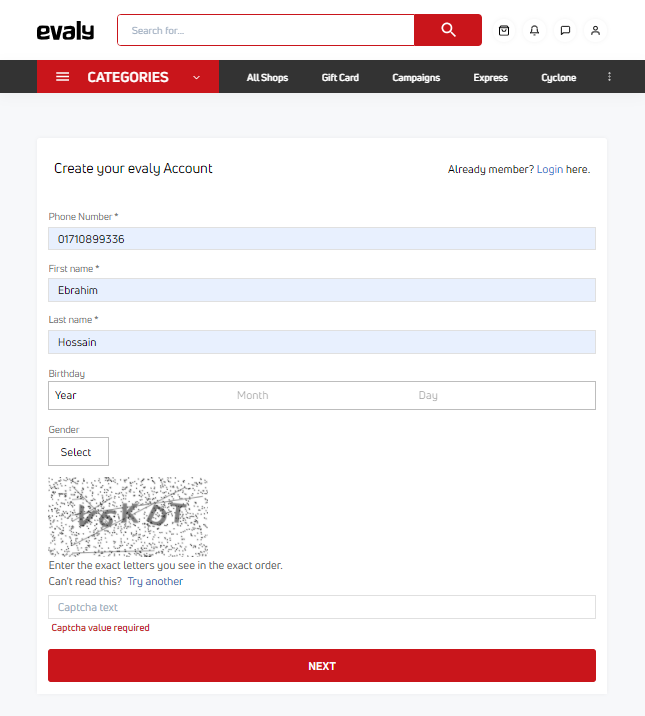 evaly
Search for...
CATEGORIES All Shops Gift Card Campaigns Express Cyclone
Create your evaly Account
Already member? Login here.
Phone Number *
01710899336
First name *
Ebrahim
Last name *
Hossain
Birthday
Year Month Day
Gender
Select
Enter the exact letters you see in the exact order.
Can't read this? Try another
Captcha text
Captcha value required
NEXT